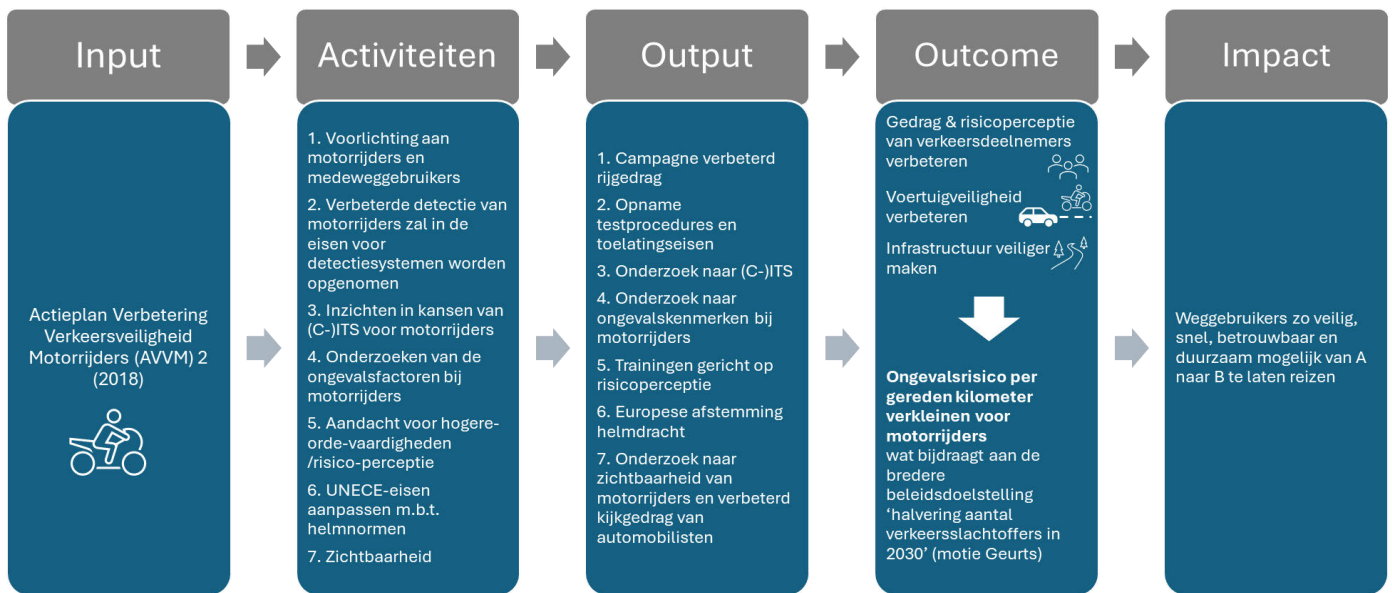 Input
Activiteiten
Output
Outcome
Impact
Actieplan Verbetering
Verkeersveiligheid
Motorrijders (AVVM) 2
(2018)
1. Voorlichting aan
motorrijders en
medeweggebruikers
2. Verbeterde detectie van
motorrijders zal in de
eisen voor
detectiesystemen worden
opgenomen
3. Inzichten in kansen van
(C-)ITS voor motorrijders
4. Onderzoeken van de
ongevalsfactoren bij
motorrijders
5. Aandacht voor hogere-
orde-vaardigheden
/risico-perceptie
6. UNECE-eisen
aanpassen m.b.t.
helmnormen
7. Zichtbaarheid
1. Campagne verbeterd
rijgedrag
2. Opname
testprocedures en
toelatingseisen
3. Onderzoek naar (C-)ITS
4. Onderzoek naar
ongevalskenmerken bij
motorrijders
5. Trainingen gericht op
risicoperceptie
6. Europese afstemming
helmdracht
7. Onderzoek naar
zichtbaarheid van
motorrijders en verbeterd
kijkgedrag van
automobilisten
Gedrag & risicoperceptie
van verkeersdeelnemers
verbeteren
Voertuigveiligheid
verbeteren
Infrastructuur veiliger
maken
Ongevalsrisico per
gereden kilometer
verkleinen voor
motorrijders
wat bijdraagt aan de
bredere
beleidsdoelstelling
‘halvering aantal
verkeersslachtoffers in
2030’ (motie Geurts)
Weggebruikers zo veilig,
snel, betrouwbaar en
duurzaam mogelijk van A
naar B te laten reizen